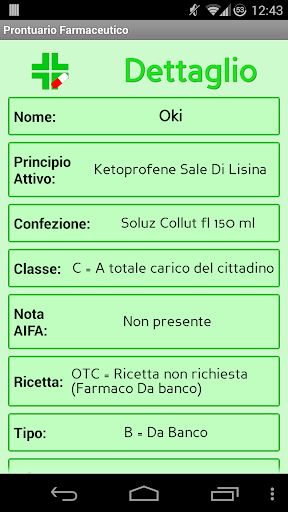 12:43
Prontuario Farmaceutico
Dettaglio
Nome: Oki
Principio Attivo: Ketoprofene Sale Di Lisina
Confezione: Soluz Collut fl 150 ml
Classe: C = A totale carico del cittadino
Nota AIFA: Non presente
Ricetta: OTC = Ricetta non richiesta
(Farmaco Da banco)
Tipo: B = Da Banco